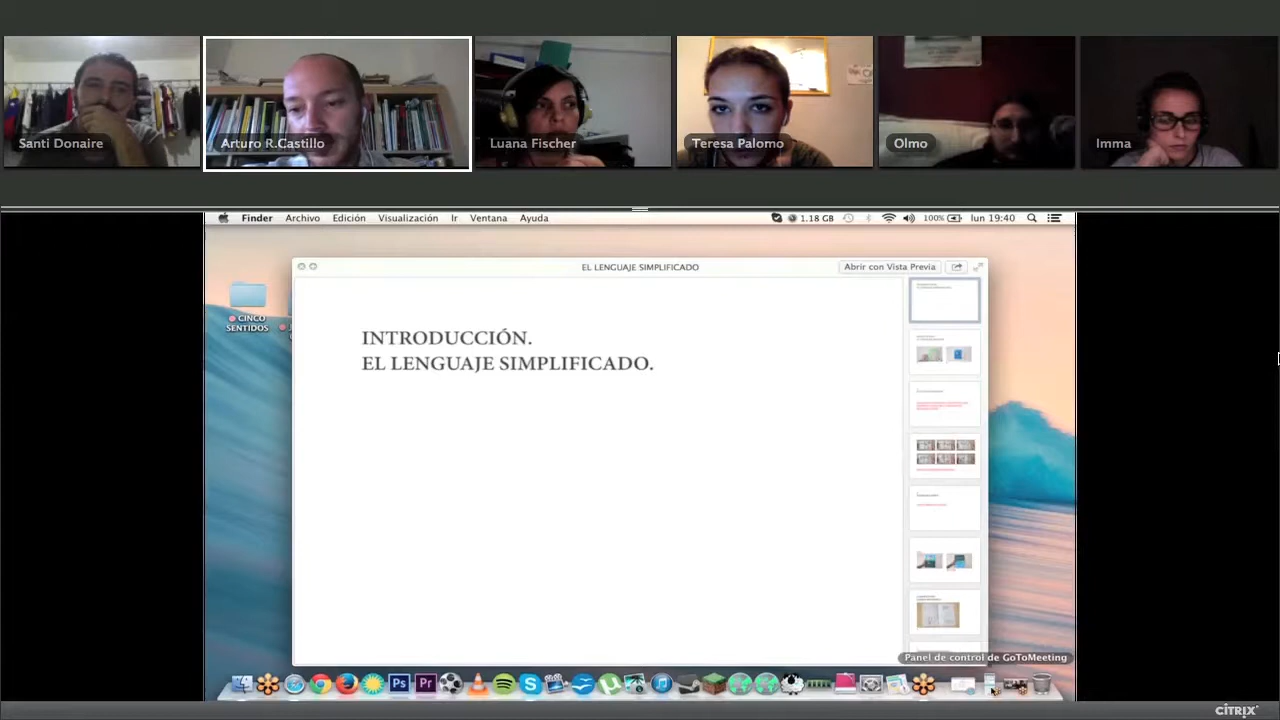 Santi Donaire
Arturo R.Castillo
Luana Fischer
Teresa Palomo
Olmo
Imma
Finder Archivo Edición Visualización Ir Ventana Ayuda
1.18 GB 100% lun 19:40
EL LENGUAJE SIMPLIFICADO
Abrir con Vista Previa
CINCO
SENTIDOS
INTRODUCCIÓN.
EL LENGUAJE SIMPLIFICADO.
Panel de control de GoToMeeting
Ps Pr
CITRIX